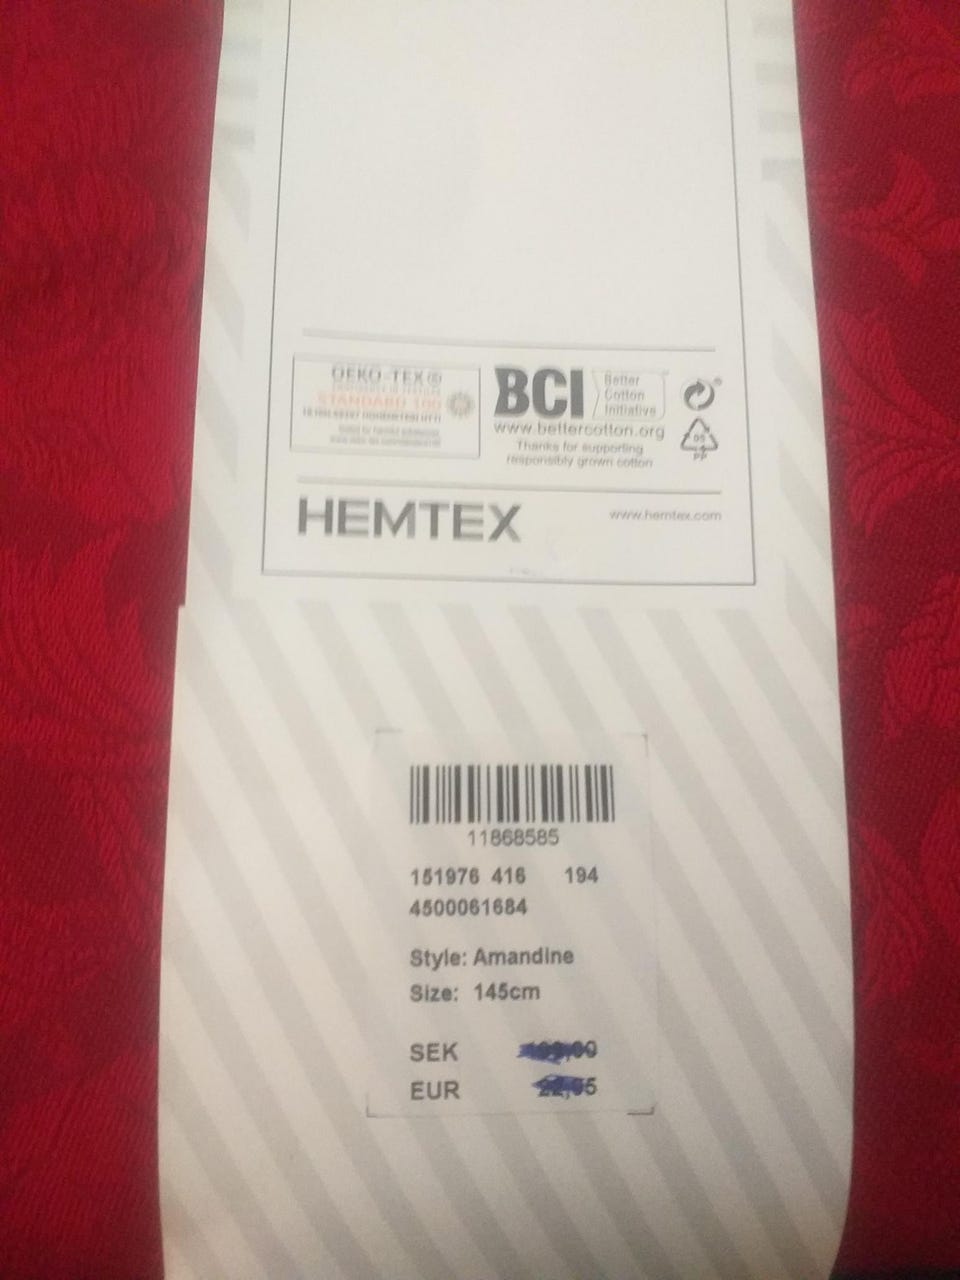 OEKO-TEX®
STANDARD 100
BCI
Better
Cotton
Initiative
www.bettercotton.org
Thanks for supporting
responsibly grown cotton
05
PP
HEMTEX
www.hemtex.com
11868585
151976 416 194
4500061684
Style: Amandine
Size: 145cm
SEK
EUR